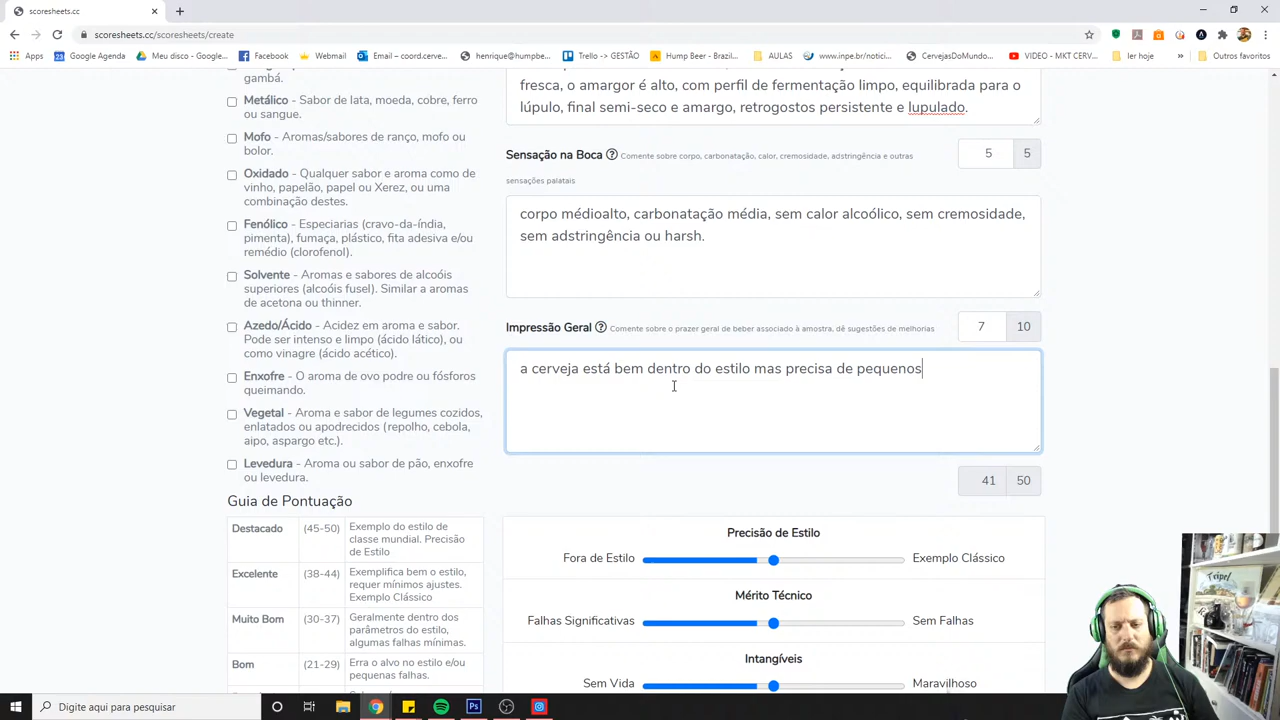 scoresheets.cc
scoresheets.cc/scoresheets/create
Apps
Google Agenda
Meu disco - Google...
Facebook
Webmail
Email – coord.cerve...
henrique@humpbe...
Trello -> GESTÃO
Hump Beer - Brazil...
AULAS
www.inpe.br/notici...
CervejasDoMundo...
VIDEO - MKT CERV...
ler hoje
»
Outros favoritos
gambá.
Metálico - Sabor de lata, moeda, cobre, ferro
ou sangue.
Mofo - Aromas/sabores de ranço, mofo ou
bolor.
Oxidado - Qualquer sabor e aroma como de
vinho, papelão, papel ou Xerez, ou uma
combinação destes.
Fenólico - Especiarias (cravo-da-índia,
pimenta), fumaça, plástico, fita adesiva e/ou
remédio (clorofenol).
Solvente - Aromas e sabores de alcoóis
superiores (alcoóis fusel). Similar a aromas
de acetona ou thinner.
Azedo/Ácido - Acidez em aroma e sabor.
Pode ser intenso e limpo (ácido lático), ou
como vinagre (ácido acético).
Enxofre - O aroma de ovo podre ou fósforos
queimando.
Vegetal - Aroma e sabor de legumes cozidos,
enlatados ou apodrecidos (repolho, cebola,
aipo, aspargo etc.).
Levedura - Aroma ou sabor de pão, enxofre
ou levedura.
Guia de Pontuação
Destacado (45-50) Exemplo do estilo de
classe mundial. Precisão
de Estilo
Excelente (38-44) Exemplifica bem o estilo,
requer mínimos ajustes.
Exemplo Clássico
Muito Bom (30-37) Geralmente dentro dos
parâmetros do estilo,
algumas falhas mínimas.
Bom (21-29) Erra o alvo no estilo e/ou
pequenas falhas.
fresca, o amargor é alto, com perfil de fermentação limpo, equilibrada para o
lúpulo, final semi-seco e amargo, retrogostos persistente e lupulado.
Sensação na Boca Comente sobre corpo, carbonatação, calor, cremosidade, adstringência e outras
sensações palatais
5 5
corpo médioalto, carbonatação média, sem calor alcoólico, sem cremosidade,
sem adstringência ou harsh.
Impressão Geral Comente sobre o prazer geral de beber associado à amostra, dê sugestões de melhorias
7 10
a cerveja está bem dentro do estilo mas precisa de pequenos
41 50
Precisão de Estilo
Fora de Estilo Exemplo Clássico
Mérito Técnico
Falhas Significativas Sem Falhas
Intangíveis
Sem Vida Maravilhoso
Tripel
Digite aqui para pesquisar